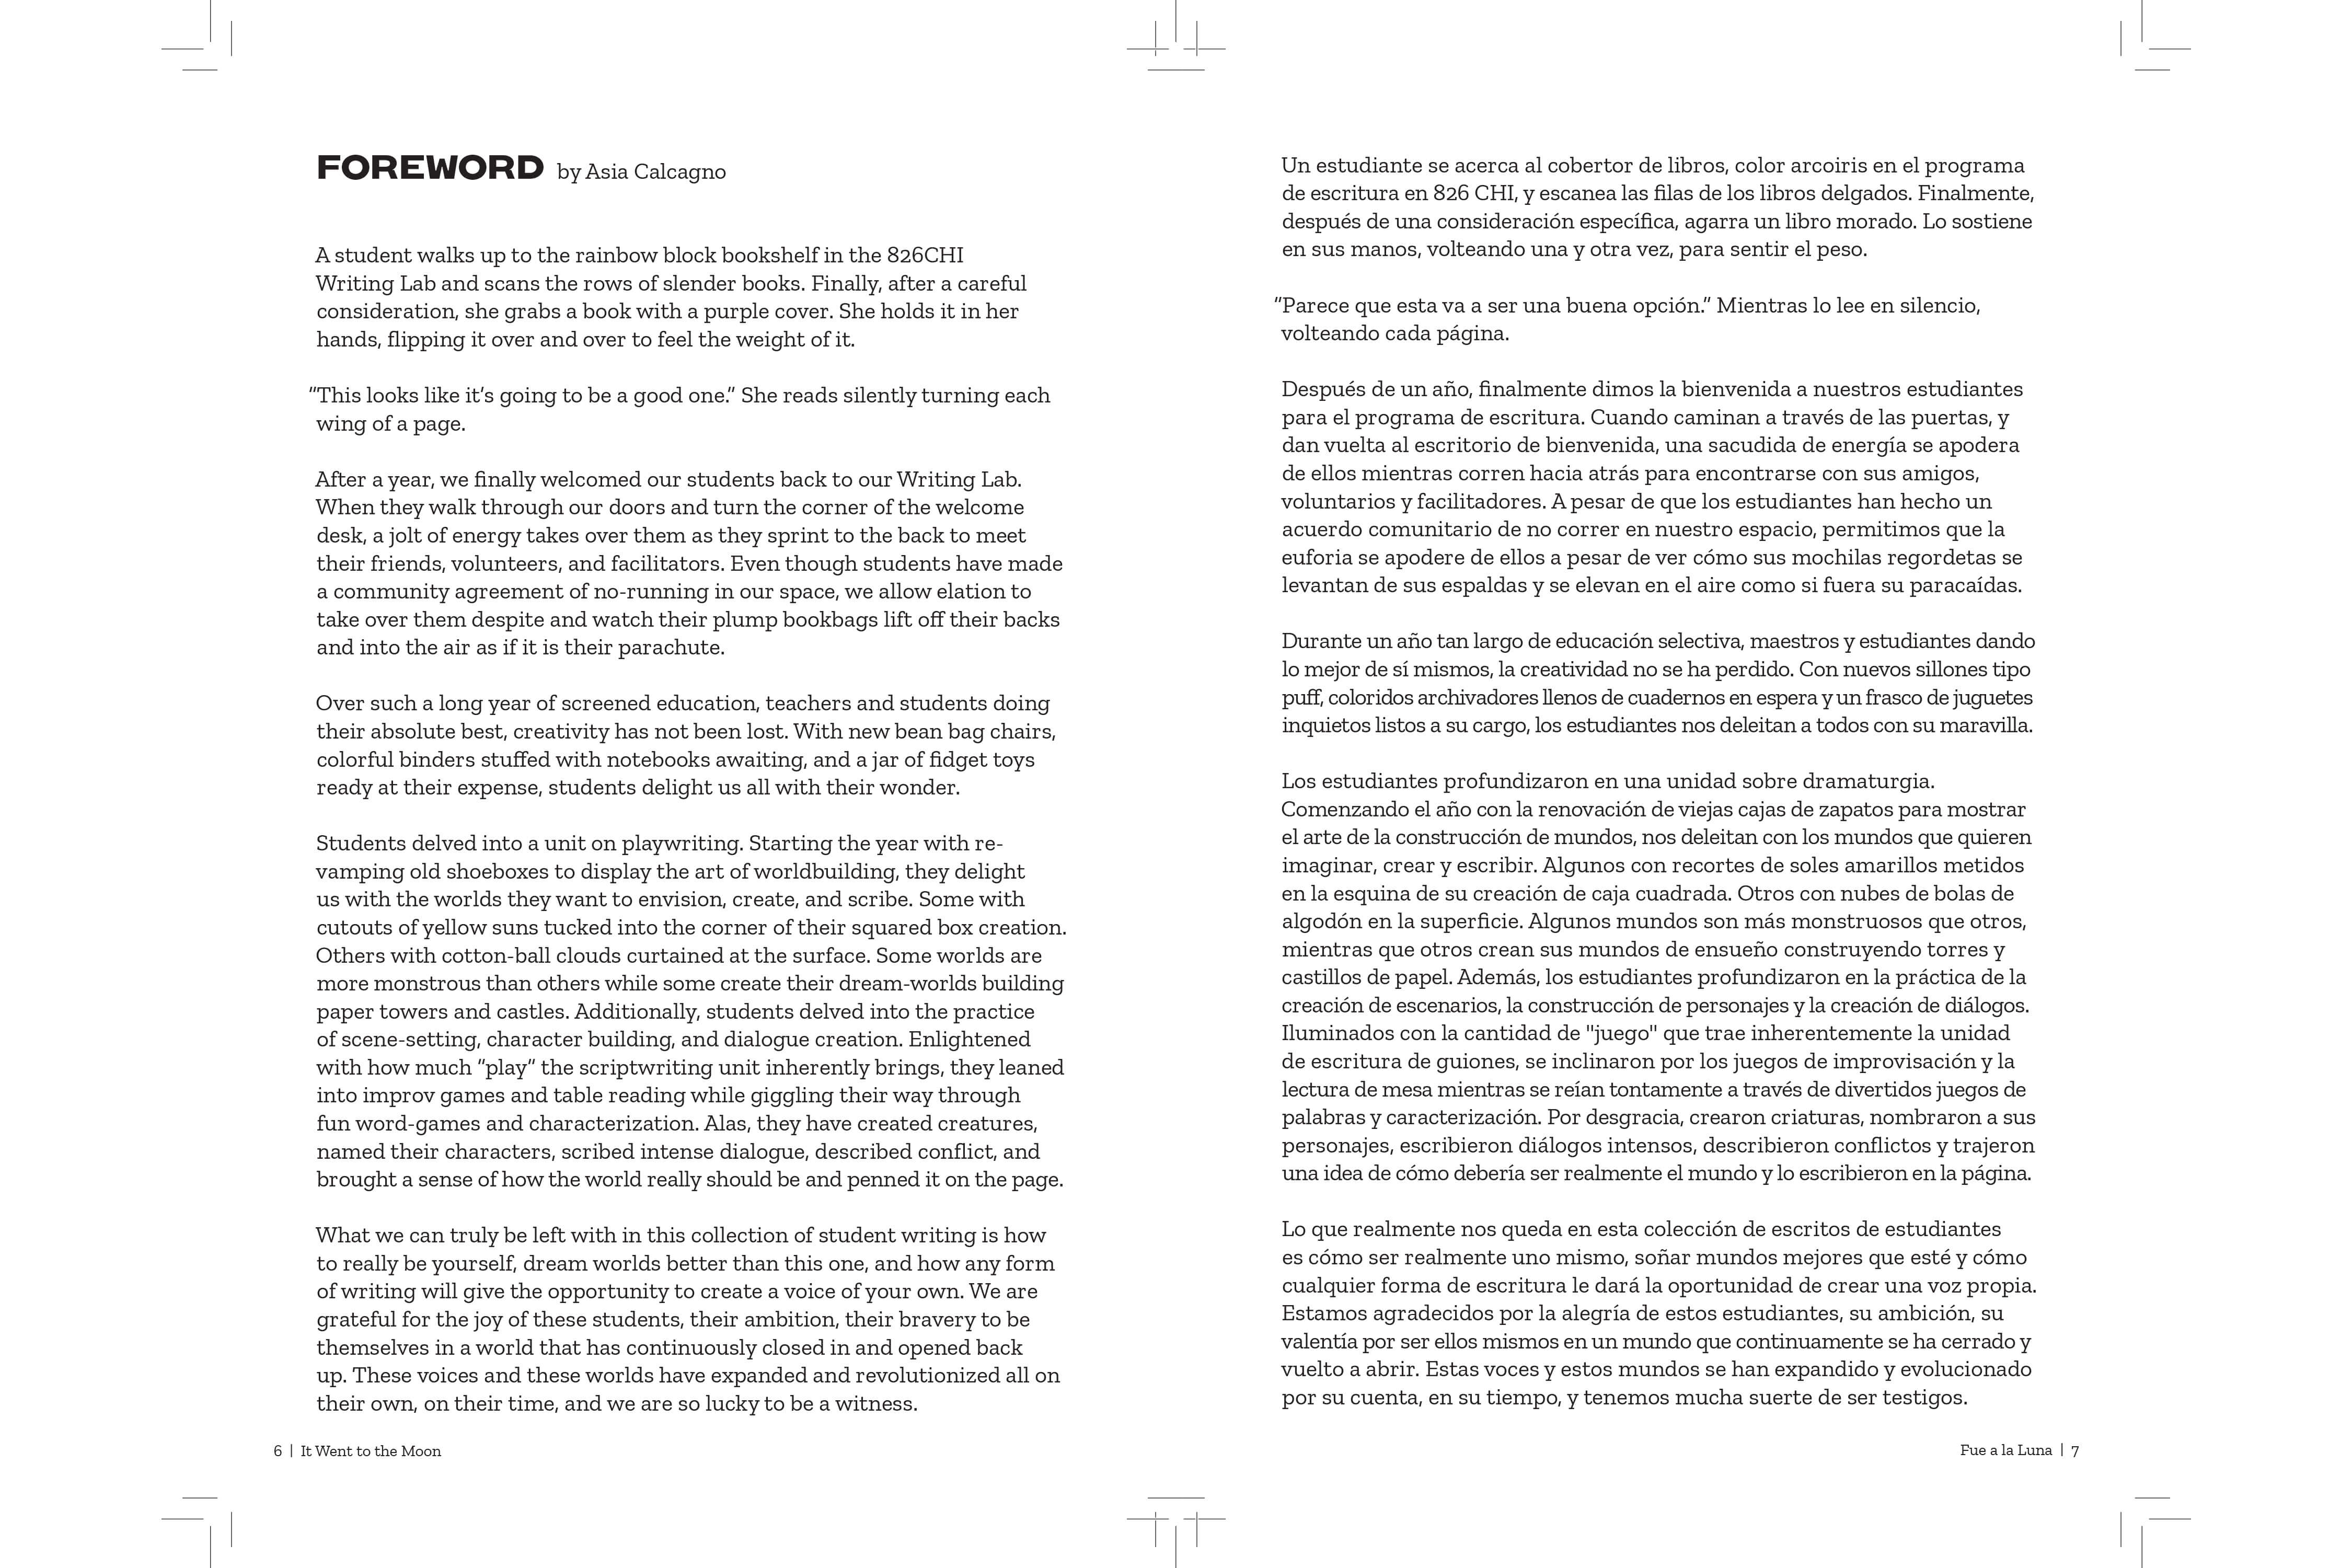 FOREWORD by Asia Calcagno
A student walks up to the rainbow block bookshelf in the 826CHI
Writing Lab and scans the rows of slender books. Finally, after a careful
consideration, she grabs a book with a purple cover. She holds it in her
hands, flipping it over and over to feel the weight of it.
“This looks like it’s going to be a good one.” She reads silently turning each
wing of a page.
After a year, we finally welcomed our students back to our Writing Lab.
When they walk through our doors and turn the corner of the welcome
desk, a jolt of energy takes over them as they sprint to the back to meet
their friends, volunteers, and facilitators. Even though students have made
a community agreement of no-running in our space, we allow elation to
take over them despite and watch their plump bookbags lift off their backs
and into the air as if it is their parachute.
Over such a long year of screened education, teachers and students doing
their absolute best, creativity has not been lost. With new bean bag chairs,
colorful binders stuffed with notebooks awaiting, and a jar of fidget toys
ready at their expense, students delight us all with their wonder.
Students delved into a unit on playwriting. Starting the year with re-
vamping old shoeboxes to display the art of worldbuilding, they delight
us with the worlds they want to envision, create, and scribe. Some with
cutouts of yellow suns tucked into the corner of their squared box creation.
Others with cotton-ball clouds curtained at the surface. Some worlds are
more monstrous than others while some create their dream-worlds building
paper towers and castles. Additionally, students delved into the practice
of scene-setting, character building, and dialogue creation. Enlightened
with how much “play” the scriptwriting unit inherently brings, they leaned
into improv games and table reading while giggling their way through
fun word-games and characterization. Alas, they have created creatures,
named their characters, scribed intense dialogue, described conflict, and
brought a sense of how the world really should be and penned it on the page.
What we can truly be left with in this collection of student writing is how
to really be yourself, dream worlds better than this one, and how any form
of writing will give the opportunity to create a voice of your own. We are
grateful for the joy of these students, their ambition, their bravery to be
themselves in a world that has continuously closed in and opened back
up. These voices and these worlds have expanded and revolutionized all on
their own, on their time, and we are so lucky to be a witness.
6 | It Went to the Moon
Un estudiante se acerca al cobertor de libros, color arcoiris en el programa
de escritura en 826 CHI, y escanea las filas de los libros delgados. Finalmente,
después de una consideración específica, agarra un libro morado. Lo sostiene
en sus manos, volteando una y otra vez, para sentir el peso.
“Parece que esta va a ser una buena opción.” Mientras lo lee en silencio,
volteando cada página.
Después de un año, finalmente dimos la bienvenida a nuestros estudiantes
para el programa de escritura. Cuando caminan a través de las puertas, y
dan vuelta al escritorio de bienvenida, una sacudida de energía se apodera
de ellos mientras corren hacia atrás para encontrarse con sus amigos,
voluntarios y facilitadores. A pesar de que los estudiantes han hecho un
acuerdo comunitario de no correr en nuestro espacio, permitimos que la
euforia se apodere de ellos a pesar de ver cómo sus mochilas regordetas se
levantan de sus espaldas y se elevan en el aire como si fuera su paracaídas.
Durante un año tan largo de educación selectiva, maestros y estudiantes dando
lo mejor de sí mismos, la creatividad no se ha perdido. Con nuevos sillones tipo
puff, coloridos archivadores llenos de cuadernos en espera y un frasco de juguetes
inquietos listos a su cargo, los estudiantes nos deleitan a todos con su maravilla.
Los estudiantes profundizaron en una unidad sobre dramaturgia.
Comenzando el año con la renovación de viejas cajas de zapatos para mostrar
el arte de la construcción de mundos, nos deleitan con los mundos que quieren
imaginar, crear y escribir. Algunos con recortes de soles amarillos metidos
en la esquina de su creación de caja cuadrada. Otros con nubes de bolas de
algodón en la superficie. Algunos mundos son más monstruosos que otros,
mientras que otros crean sus mundos de ensueño construyendo torres y
castillos de papel. Además, los estudiantes profundizaron en la práctica de la
creación de escenarios, la construcción de personajes y la creación de diálogos.
Iluminados con la cantidad de "juego" que trae inherentemente la unidad
de escritura de guiones, se inclinaron por los juegos de improvisación y la
lectura de mesa mientras se reían tontamente a través de divertidos juegos de
palabras y caracterización. Por desgracia, crearon criaturas, nombraron a sus
personajes, escribieron diálogos intensos, describieron conflictos y trajeron
una idea de cómo debería ser realmente el mundo y lo escribieron en la página.
Lo que realmente nos queda en esta colección de escritos de estudiantes
es cómo ser realmente uno mismo, soñar mundos mejores que esté y cómo
cualquier forma de escritura le dará la oportunidad de crear una voz propia.
Estamos agradecidos por la alegría de estos estudiantes, su ambición, su
valentía por ser ellos mismos en un mundo que continuamente se ha cerrado y
vuelto a abrir. Estas voces y estos mundos se han expandido y evolucionado
por su cuenta, en su tiempo, y tenemos mucha suerte de ser testigos.
Fue a la Luna | 7